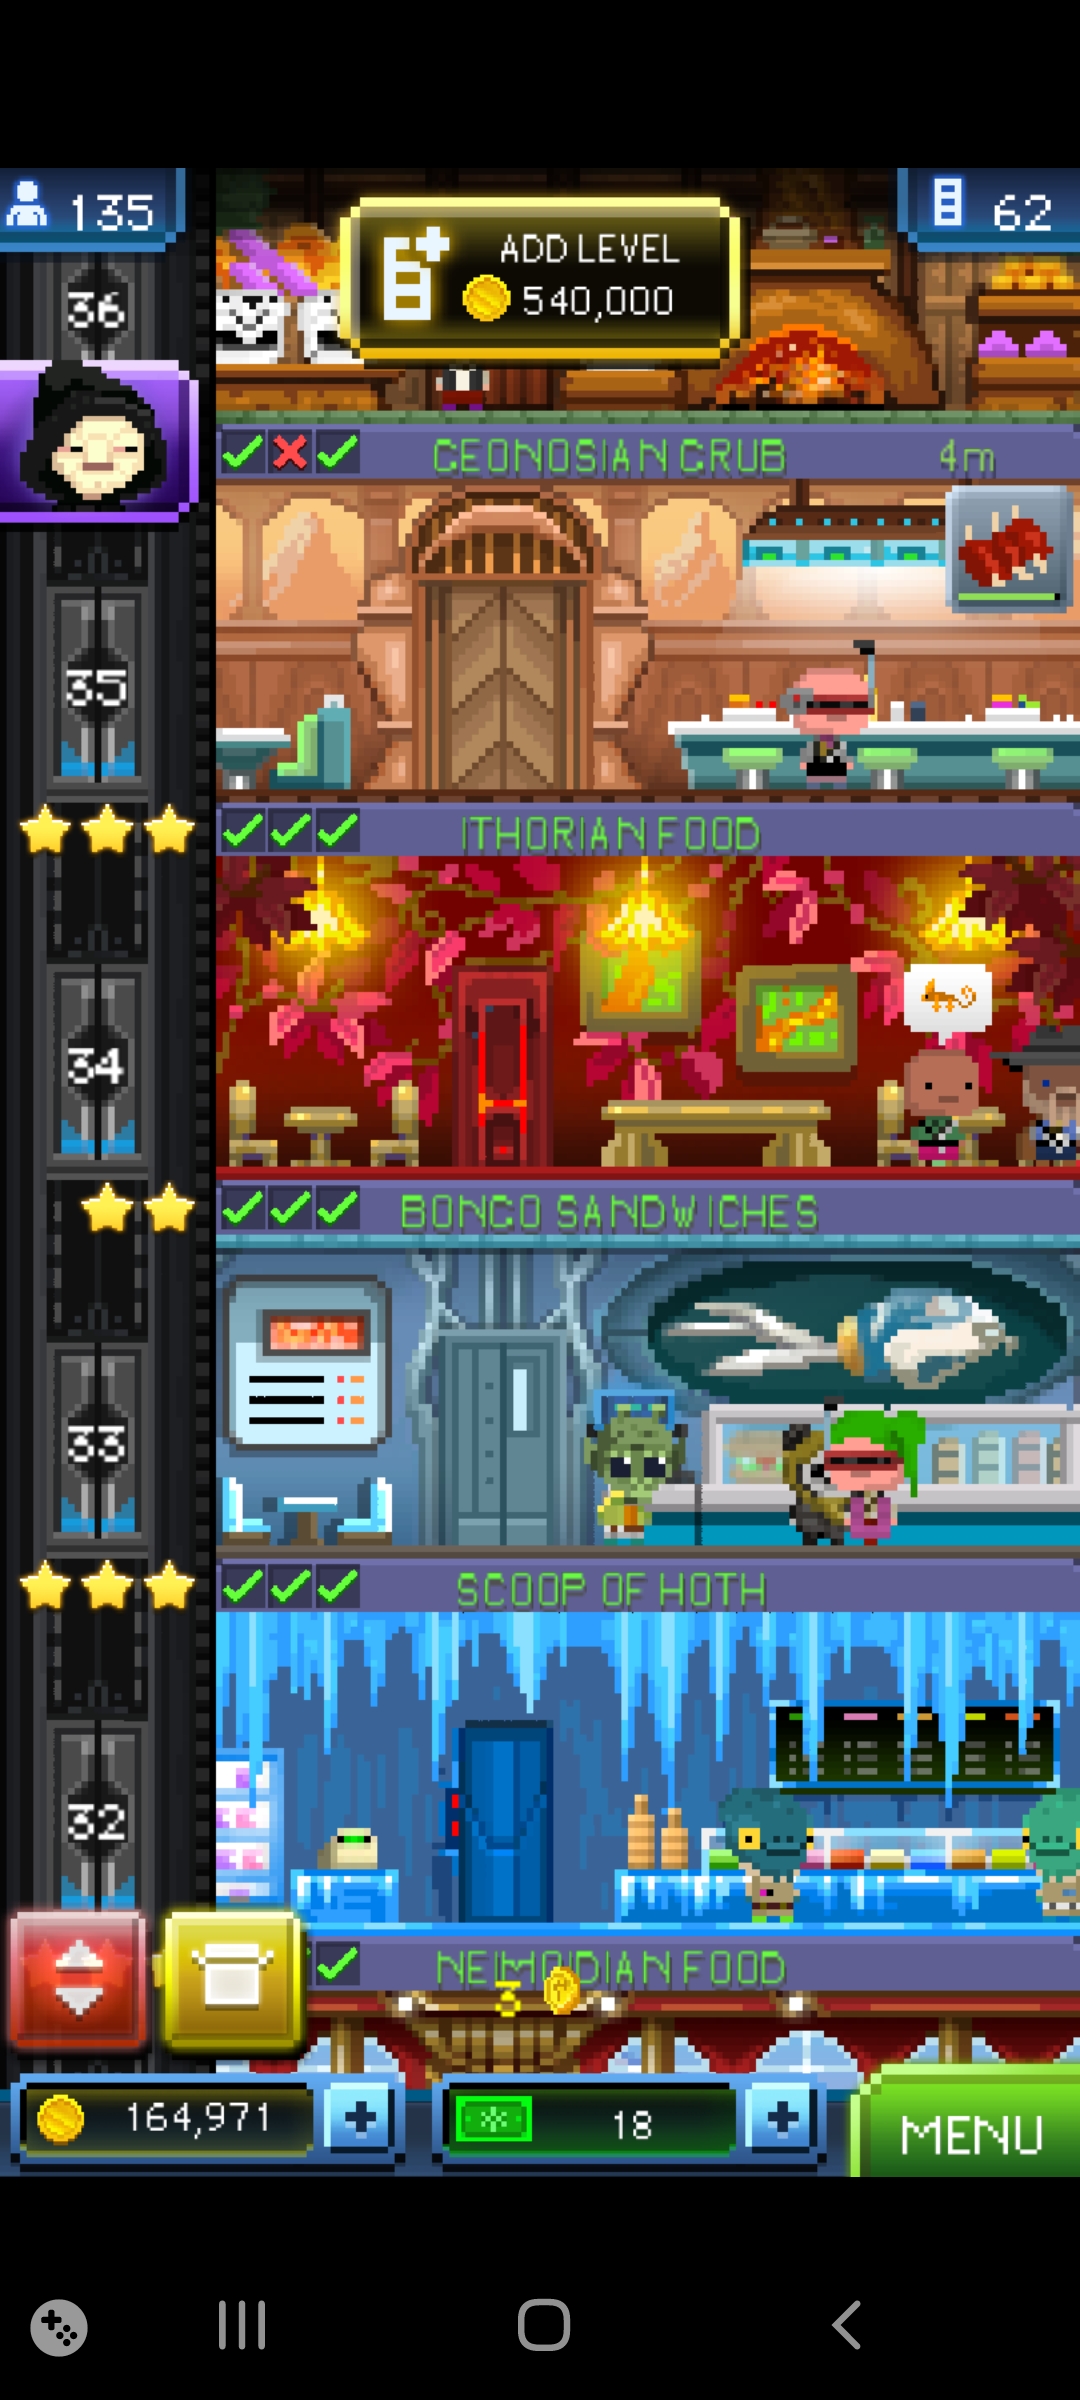 135
62
ADD LEVEL
540,000
36
GEONOSIAN GRUB
4m
35
ITHORIAN FOOD
34
BONGO SANDWICHES
33
SCOOP OF HOTH
32
NEIMOIDIAN FOOD
3
164,971
18
MENU